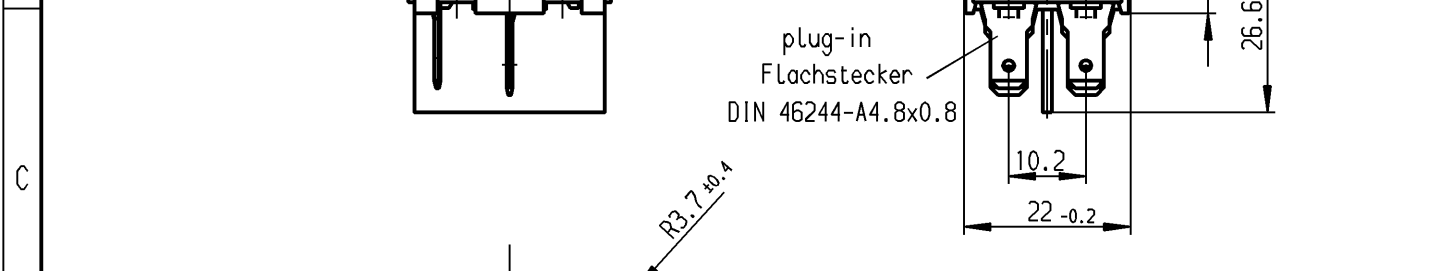 26.6
plug-in
Flachstecker
DIN 46244-A4.8x0.8
10.2
C
R3.7 ±0.4
22 -0.2